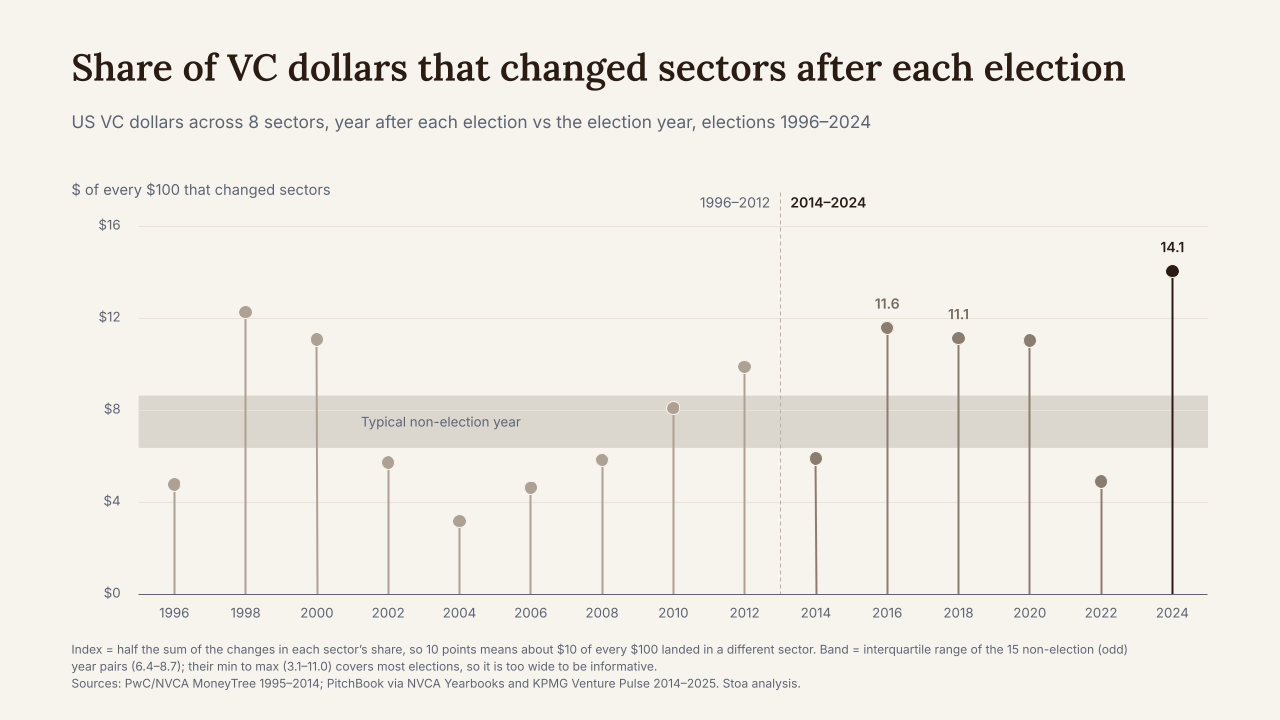 Share of VC dollars that changed sectors after each election
US VC dollars across 8 sectors, year after each election vs the election year, elections 1996–2024
$ of every $100 that changed sectors
1996–2012
2014–2024
$16
14.1
11.6
$12
11.1
$8
Typical non-election year
$4
$0
1996 1998 2000 2002 2004 2006 2008 2010 2012 2014 2016 2018 2020 2022 2024
Index = half the sum of the changes in each sector’s share, so 10 points means about $10 of every $100 landed in a different sector. Band = interquartile range of the 15 non-election (odd)
year pairs (6.4–8.7); their min to max (3.1–11.0) covers most elections, so it is too wide to be informative.
Sources: PwC/NVCA MoneyTree 1995–2014; PitchBook via NVCA Yearbooks and KPMG Venture Pulse 2014–2025. Stoa analysis.